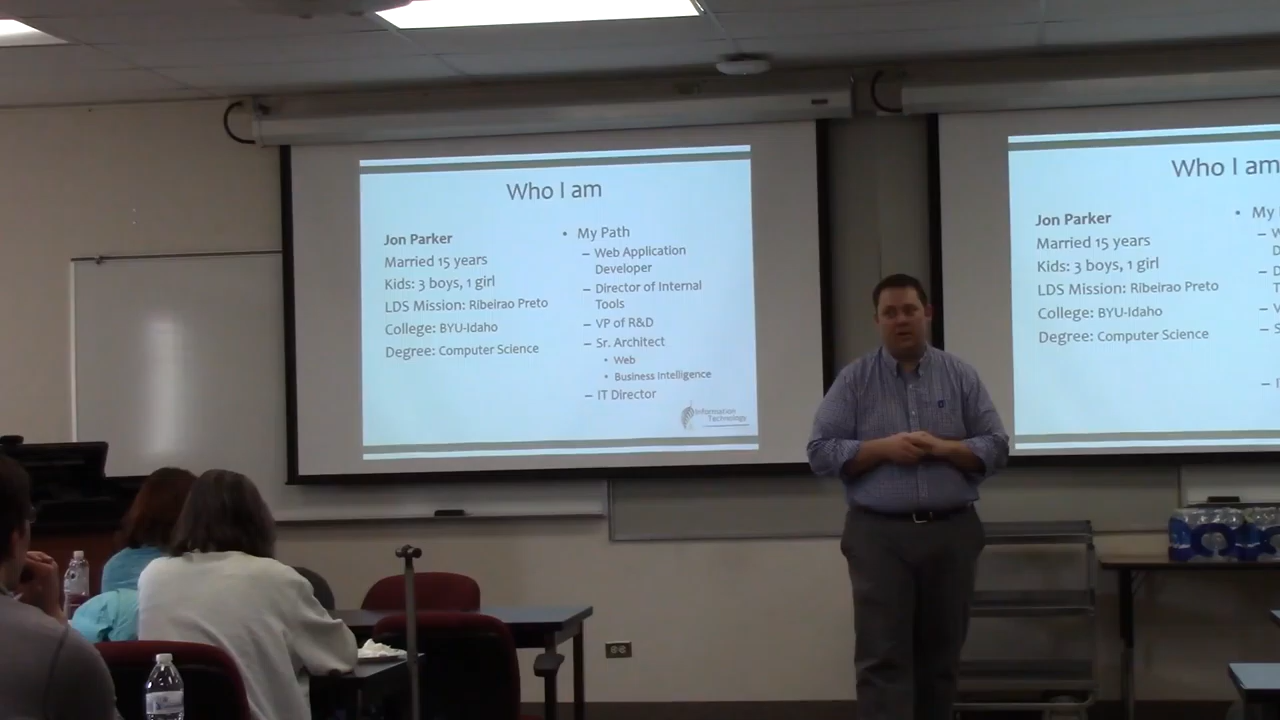 Who I am
Jon Parker
Married 15 years
Kids: 3 boys, 1 girl
LDS Mission: Ribeirao Preto
College: BYU-Idaho
Degree: Computer Science
• My Path
– Web Application
Developer
– Director of Internal
Tools
– VP of R&D
– Sr. Architect
• Web
• Business Intelligence
– IT Director
Information
Technology
Who I am
Jon Parker
Married 15 years
Kids: 3 boys, 1 girl
LDS Mission: Ribeirao Preto
College: BYU-Idaho
Degree: Computer Science
• My